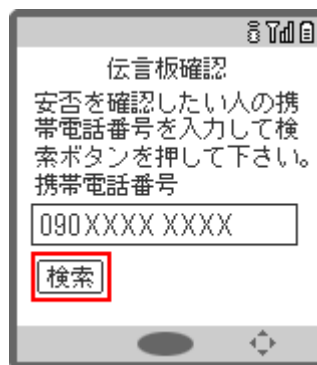 伝言板確認
安否を確認したい人の携
帯電話番号を入力して検
索ボタンを押して下さい。
携帯電話番号
090XXXX XXXX
検索